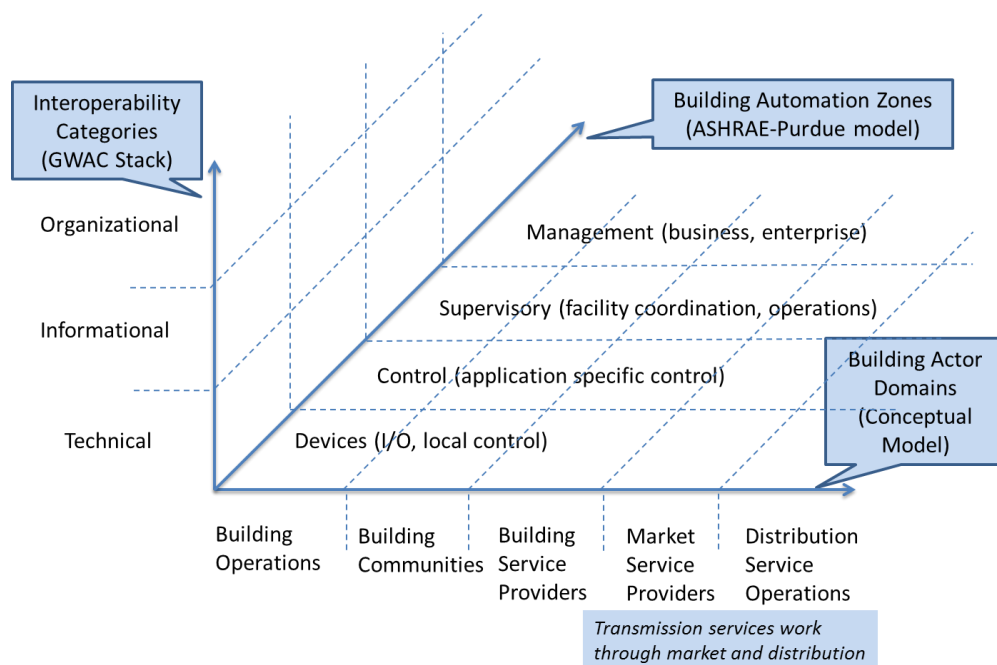 Interoperability
Categories
(GWAC Stack)
Building Automation Zones
(ASHRAE-Purdue model)
Organizational
Informational
Technical
Management (business, enterprise)
Supervisory (facility coordination, operations)
Control (application specific control)
Devices (I/O, local control)
Building Actor
Domains
(Conceptual
Model)
Building
Operations
Building
Communities
Building
Service
Providers
Market
Service
Providers
Distribution
Service
Operations
Transmission services work
through market and distribution